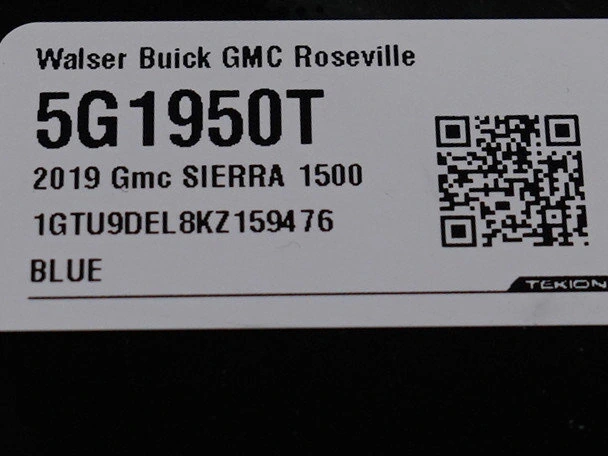 Walser Buick GMC Roseville
5G1950T
2019 Gmc SIERRA 1500
1GTU9DEL8KZ159476
BLUE
TEKION